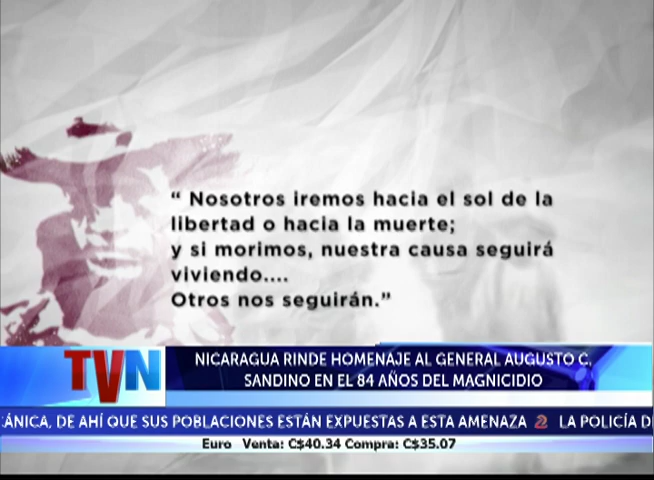 “ Nosotros iremos hacia el sol de la
libertad o hacia la muerte;
y si morimos, nuestra causa seguirá
viviendo....
Otros nos seguirán.”
TVN
NICARAGUA RINDE HOMENAJE AL GENERAL AUGUSTO C.
SANDINO EN EL 84 AÑOS DEL MAGNICIDIO
ÁNICA, DE AHÍ QUE SUS POBLACIONES ESTÁN EXPUESTAS A ESTA AMENAZA 2 LA POLICÍA D
Euro Venta: C$40.34 Compra: C$35.07